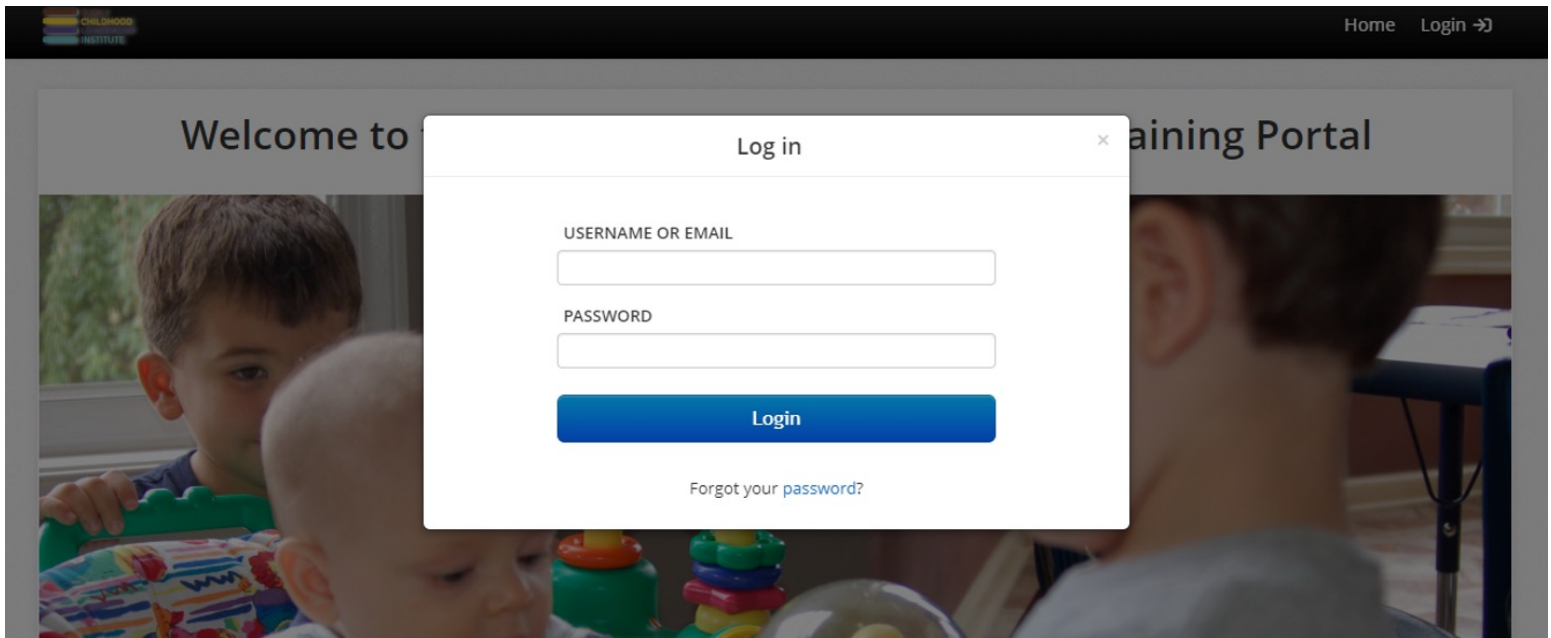 CHILDHOOD
INSTITUTE
Home Login
Welcome to
aining Portal
Log in
×
USERNAME OR EMAIL
PASSWORD
Login
Forgot your password?